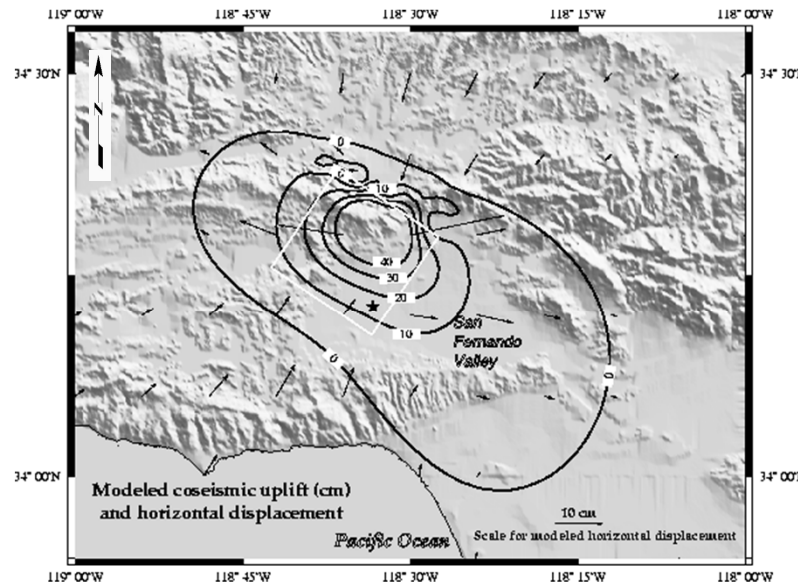 119° 00'W 118° 45'W 118° 30'W 118° 15'W 118° 00'W
34° 30'N 34° 30'N
N
0
0
10
40
30
20
10
San
Fernando
Valley
0
0
34° 00'N 34° 00'N
Modeled coseismic uplift (cm)
and horizontal displacement
10 cm
Scale for modeled horizontal displacement
Pacific Ocean
119° 00'W 118° 45'W 118° 30'W 118° 15'W 118° 00'W